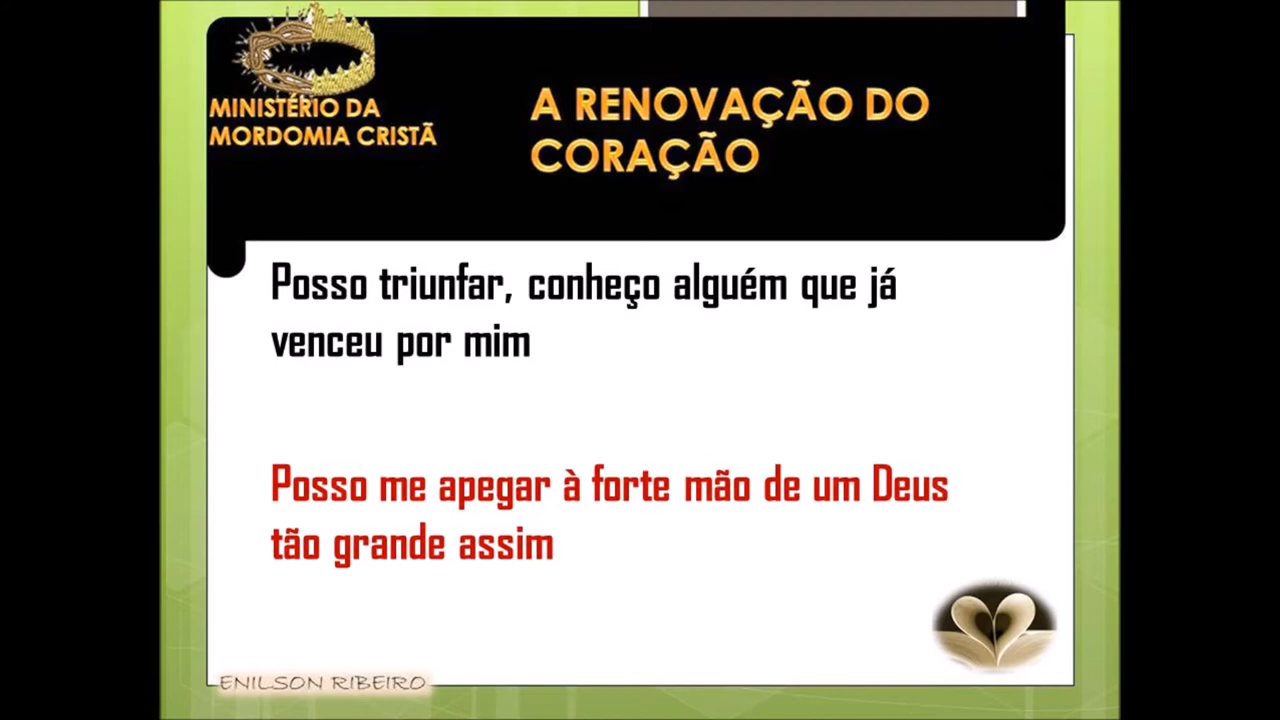 MINISTÉRIO DA
MORDOMIA CRISTÃ
A RENOVAÇÃO DO
CORAÇÃO
Posso triunfar, conheço alguém que já
venceu por mim
Posso me apegar à forte mão de um Deus
tão grande assim
ENILSON RIBEIRO